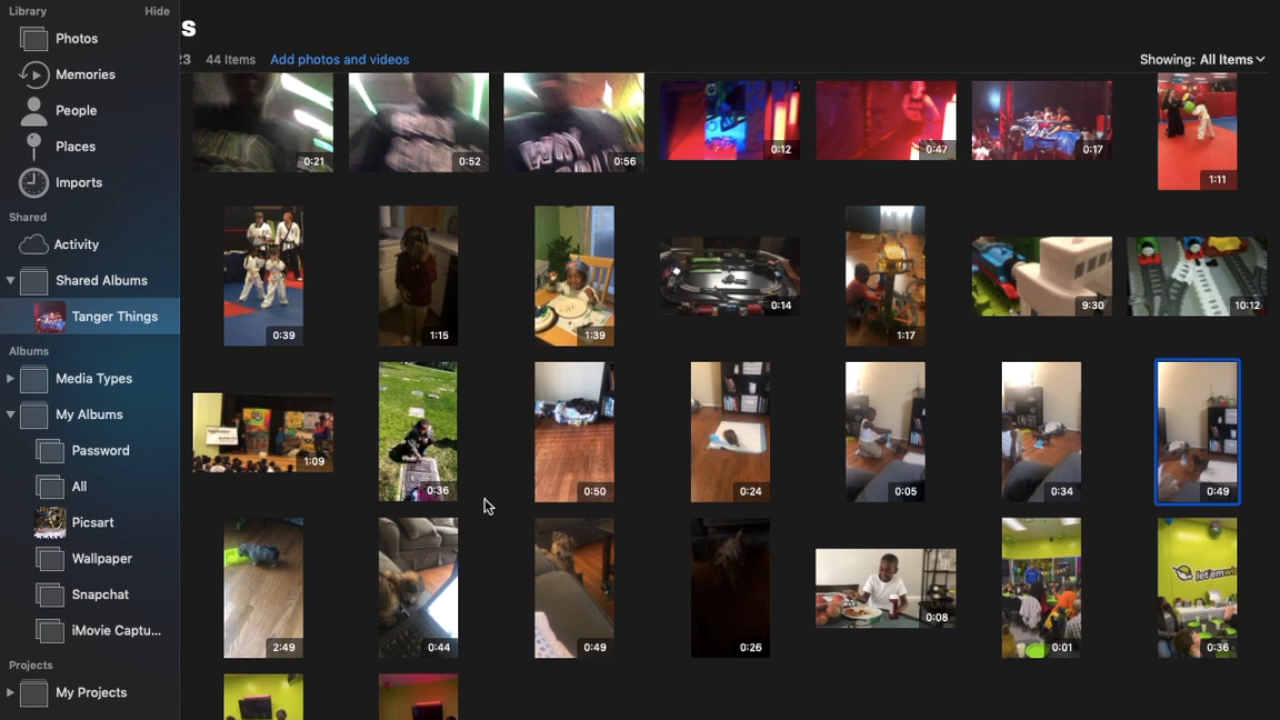 Library Hide
Photos
Memories
People
Places
Imports
Shared
Activity
Shared Albums
Tanger Things
Albums
Media Types
My Albums
Password
All
Picsart
Wallpaper
Snapchat
iMovie Captu...
Projects
My Projects
s
23 44 Items Add photos and videos Showing: All Items
0:21 0:52 0:56 0:12 0:47 0:17 1:11
0:39 1:15 1:39 0:14 1:17 9:30 10:12
1:09 0:36 0:50 0:24 0:05 0:34 0:49
let'em
2:49 0:44 0:49 0:26 0:08 0:01 0:36